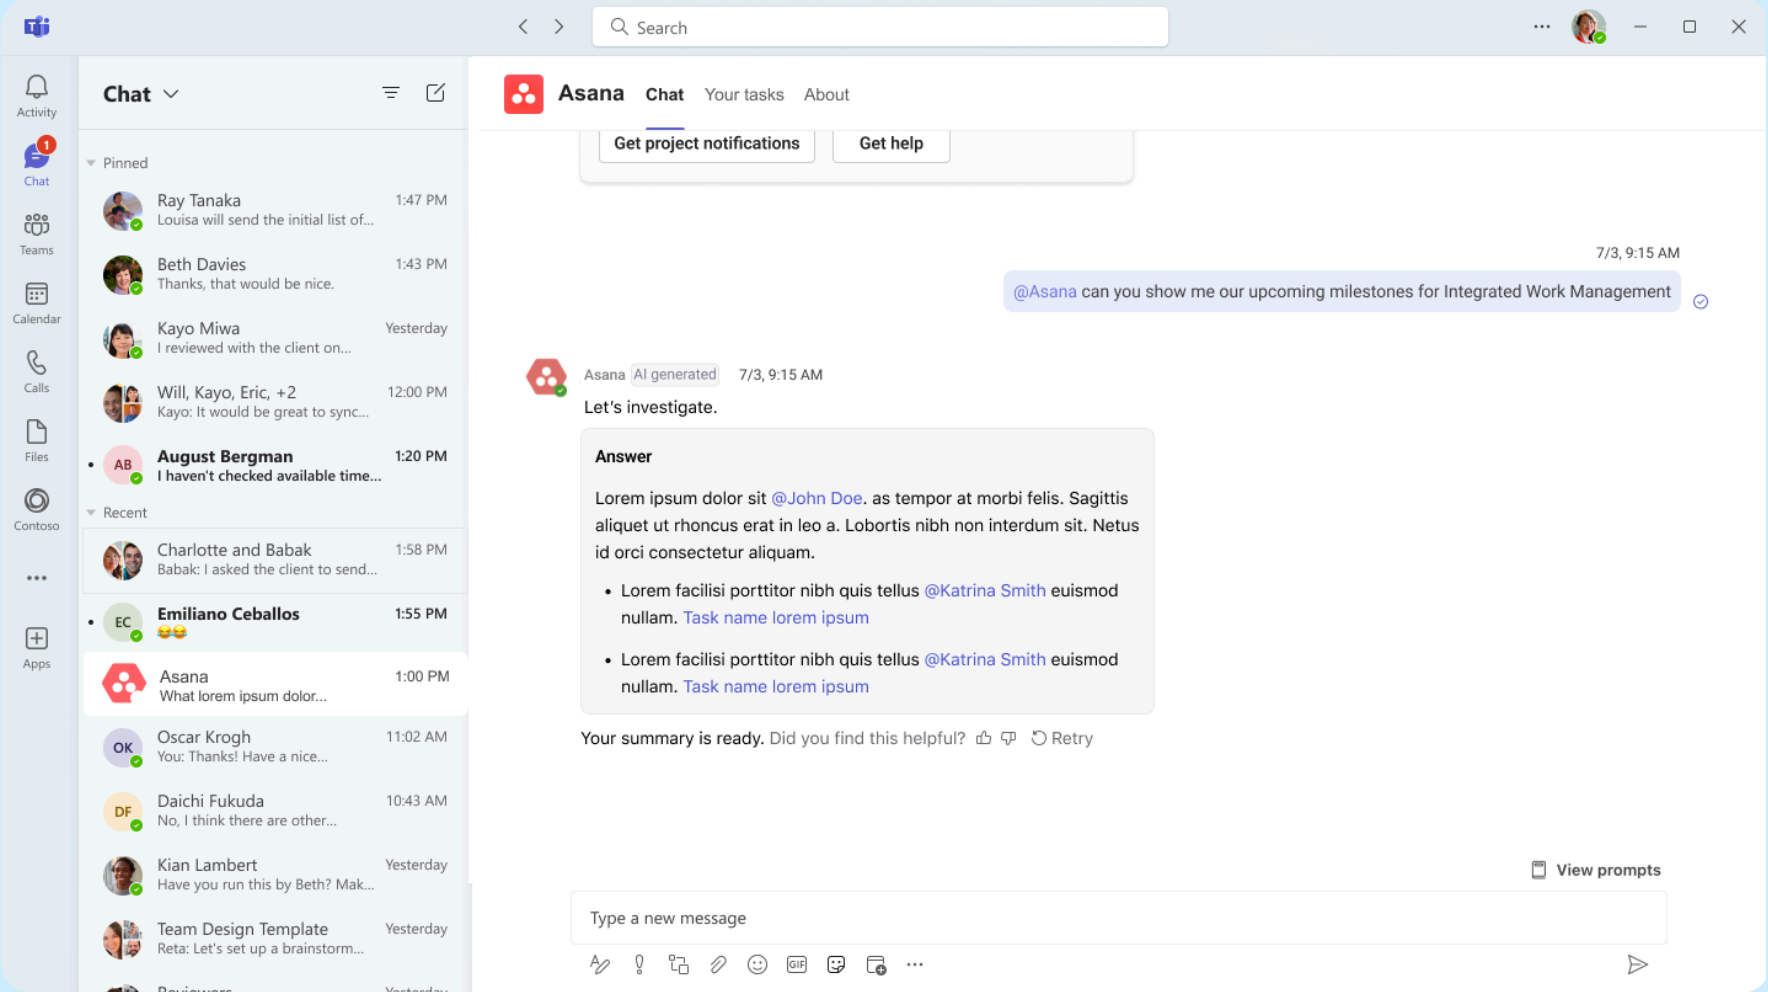 Search
Activity
1
Chat
Teams
Calendar
Calls
Files
Contoso
Apps
Chat
Pinned
Ray Tanaka 1:47 PM
Louisa will send the initial list of...
Beth Davies 1:43 PM
Thanks, that would be nice.
Kayo Miwa Yesterday
I reviewed with the client on...
Will, Kayo, Eric, +2 12:00 PM
Kayo: It would be great to sync...
AB August Bergman 1:20 PM
I haven't checked available time...
Recent
Charlotte and Babak 1:58 PM
Babak: I asked the client to send...
EC Emiliano Ceballos 1:55 PM
😂😂
Asana 1:00 PM
What lorem ipsum dolor...
OK Oscar Krogh 11:02 AM
You: Thanks! Have a nice...
DF Daichi Fukuda 10:43 AM
No, I think there are other...
Kian Lambert Yesterday
Have you run this by Beth? Mak...
Team Design Template Yesterday
Reta: Let's set up a brainstorm...
Reviewers Yesterday
Asana Chat Your tasks About
Get project notifications Get help
7/3, 9:15 AM
@Asana can you show me our upcoming milestones for Integrated Work Management
Asana AI generated 7/3, 9:15 AM
Let's investigate.
Answer
Lorem ipsum dolor sit @John Doe. as tempor at morbi felis. Sagittis
aliquet ut rhoncus erat in leo a. Lobortis nibh non interdum sit. Netus
id orci consectetur aliquam.
• Lorem facilisi porttitor nibh quis tellus @Katrina Smith euismod
nullam. Task name lorem ipsum
• Lorem facilisi porttitor nibh quis tellus @Katrina Smith euismod
nullam. Task name lorem ipsum
Your summary is ready. Did you find this helpful? Retry
View prompts
Type a new message
GIF